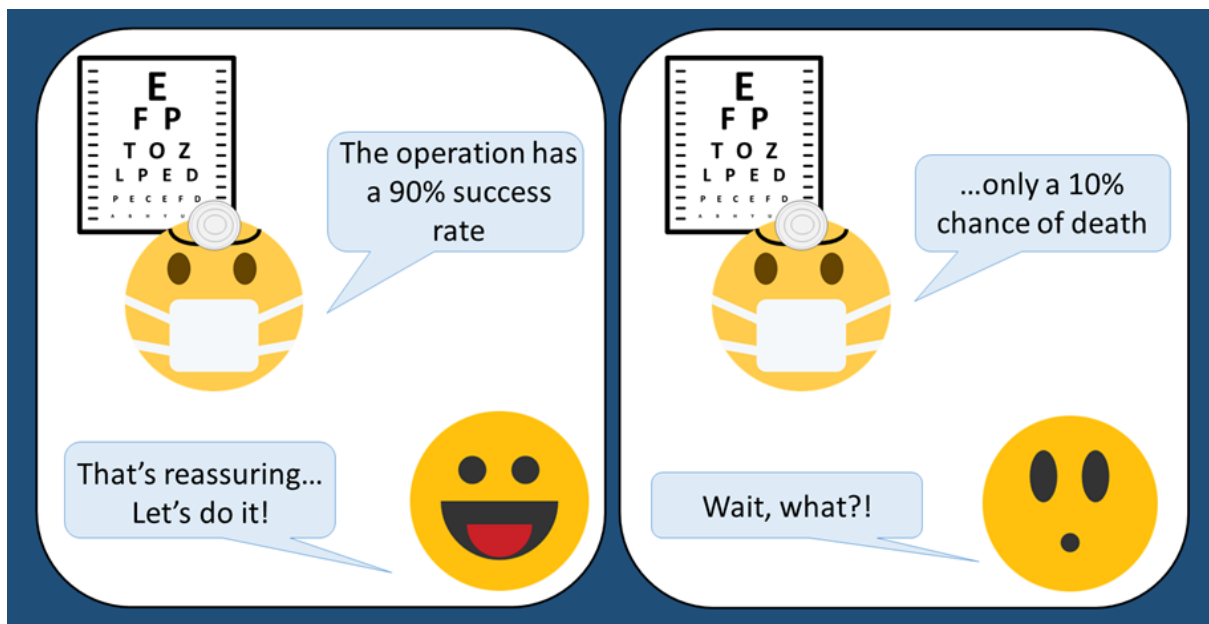 E
F P
T O Z
L P E D
P E C F D
The operation has
a 90% success
rate
That’s reassuring…
Let’s do it!
E
F P
T O Z
L P E D
P E C F D
…only a 10%
chance of death
Wait, what?!